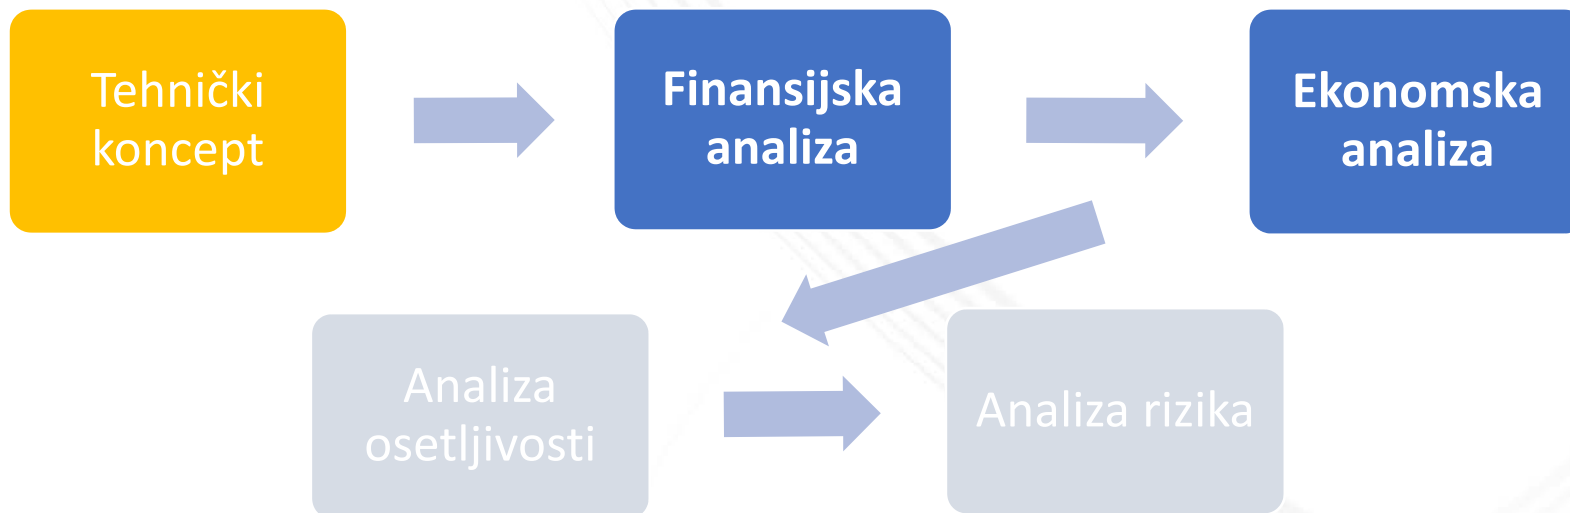 Tehnički
koncept
Finansijska
analiza
Ekonomska
analiza
Analiza
osetljivosti
Analiza rizika